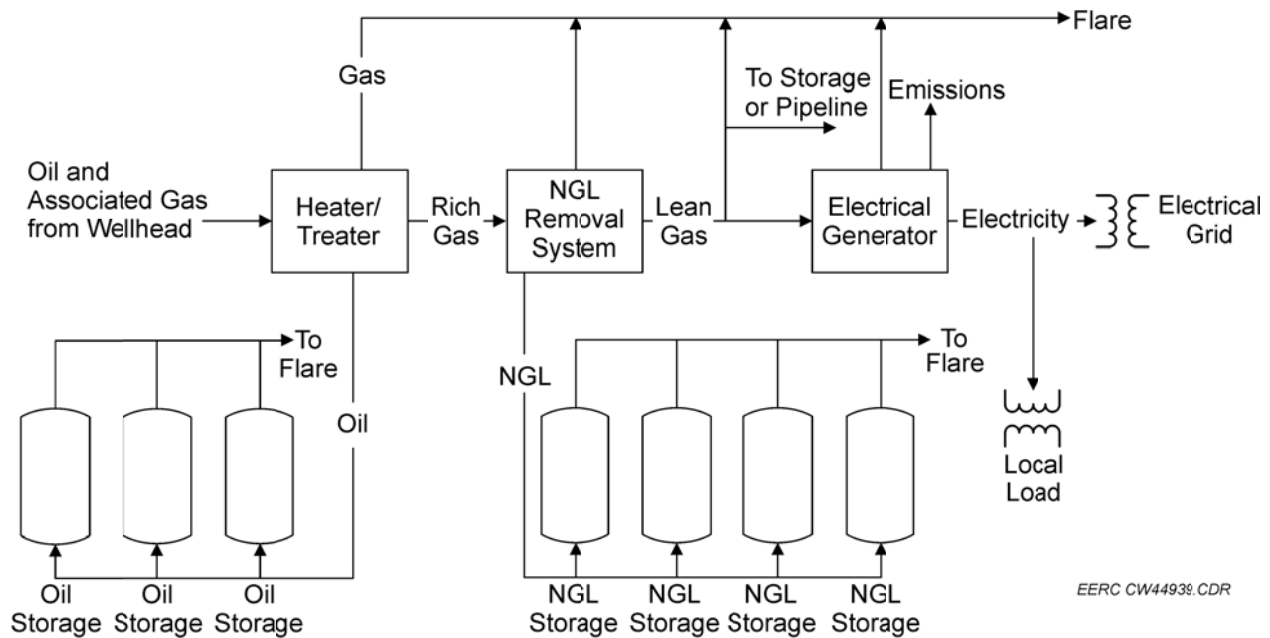 Flare
Gas
To Storage
or Pipeline
Emissions
Oil and
Associated Gas
from Wellhead
Heater/
Treater
Rich
Gas
NGL
Removal
System
Lean
Gas
Electrical
Generator
Electricity
Electrical
Grid
To
Flare
Oil
NGL
To
Flare
Local
Load
Oil
Storage
Oil
Storage
Oil
Storage
NGL
Storage
NGL
Storage
NGL
Storage
NGL
Storage
EERC CW44939.CDR